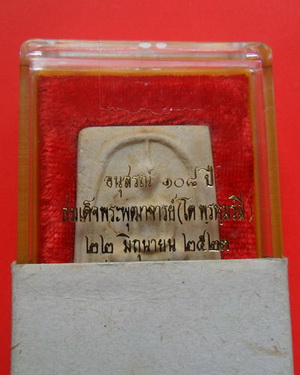 อนุสรณ์ ๑๐๘ ปี
สมเด็จพระพุฒาจารย์ (โต พรหมรังสี)
๒๒ มิถุนายน ๒๕๒๓